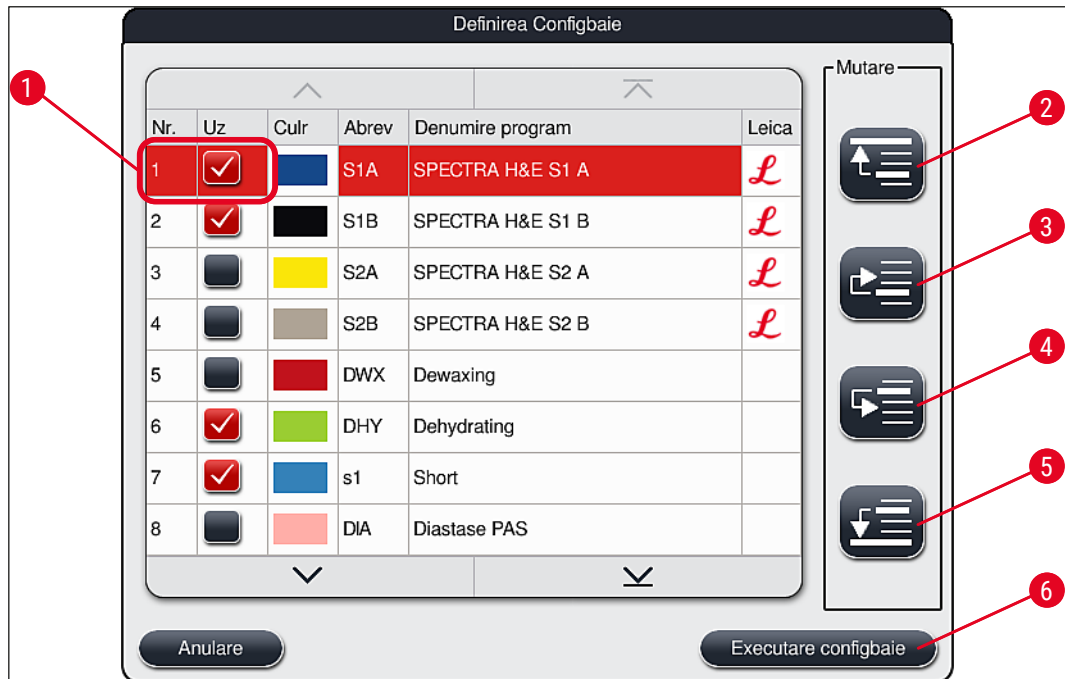 Definirea Configbaie
Mutare
1
Nr. Uz Culr Abrev Denumire program Leica
2
1 S1A SPECTRA H&E S1 A L
2 S1B SPECTRA H&E S1 B L
3
3 S2A SPECTRA H&E S2 A L
4 S2B SPECTRA H&E S2 B L
4
5 DWX Dewaxing
6 DHY Dehydrating
5
7 s1 Short
8 DIA Diastase PAS
6
Anulare Executare configbaie